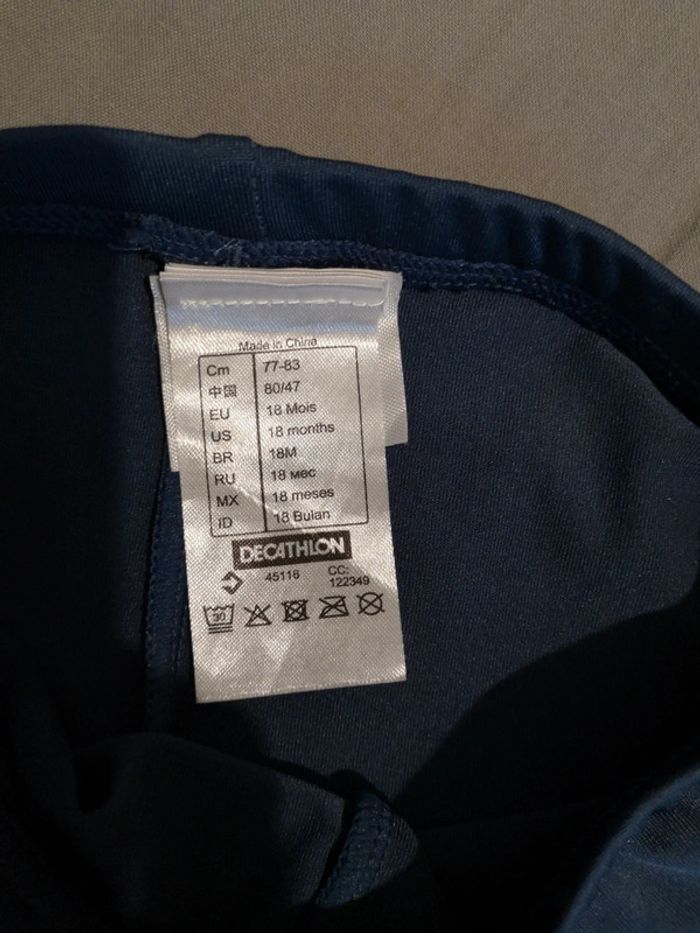 Made in China
Cm 77-83
中国 80/47
EU 18 Mois
US 18 months
BR 18M
RU 18 мес
MX 18 meses
ID 18 Bulan
DECATHLON
45116 CC: 122349
30